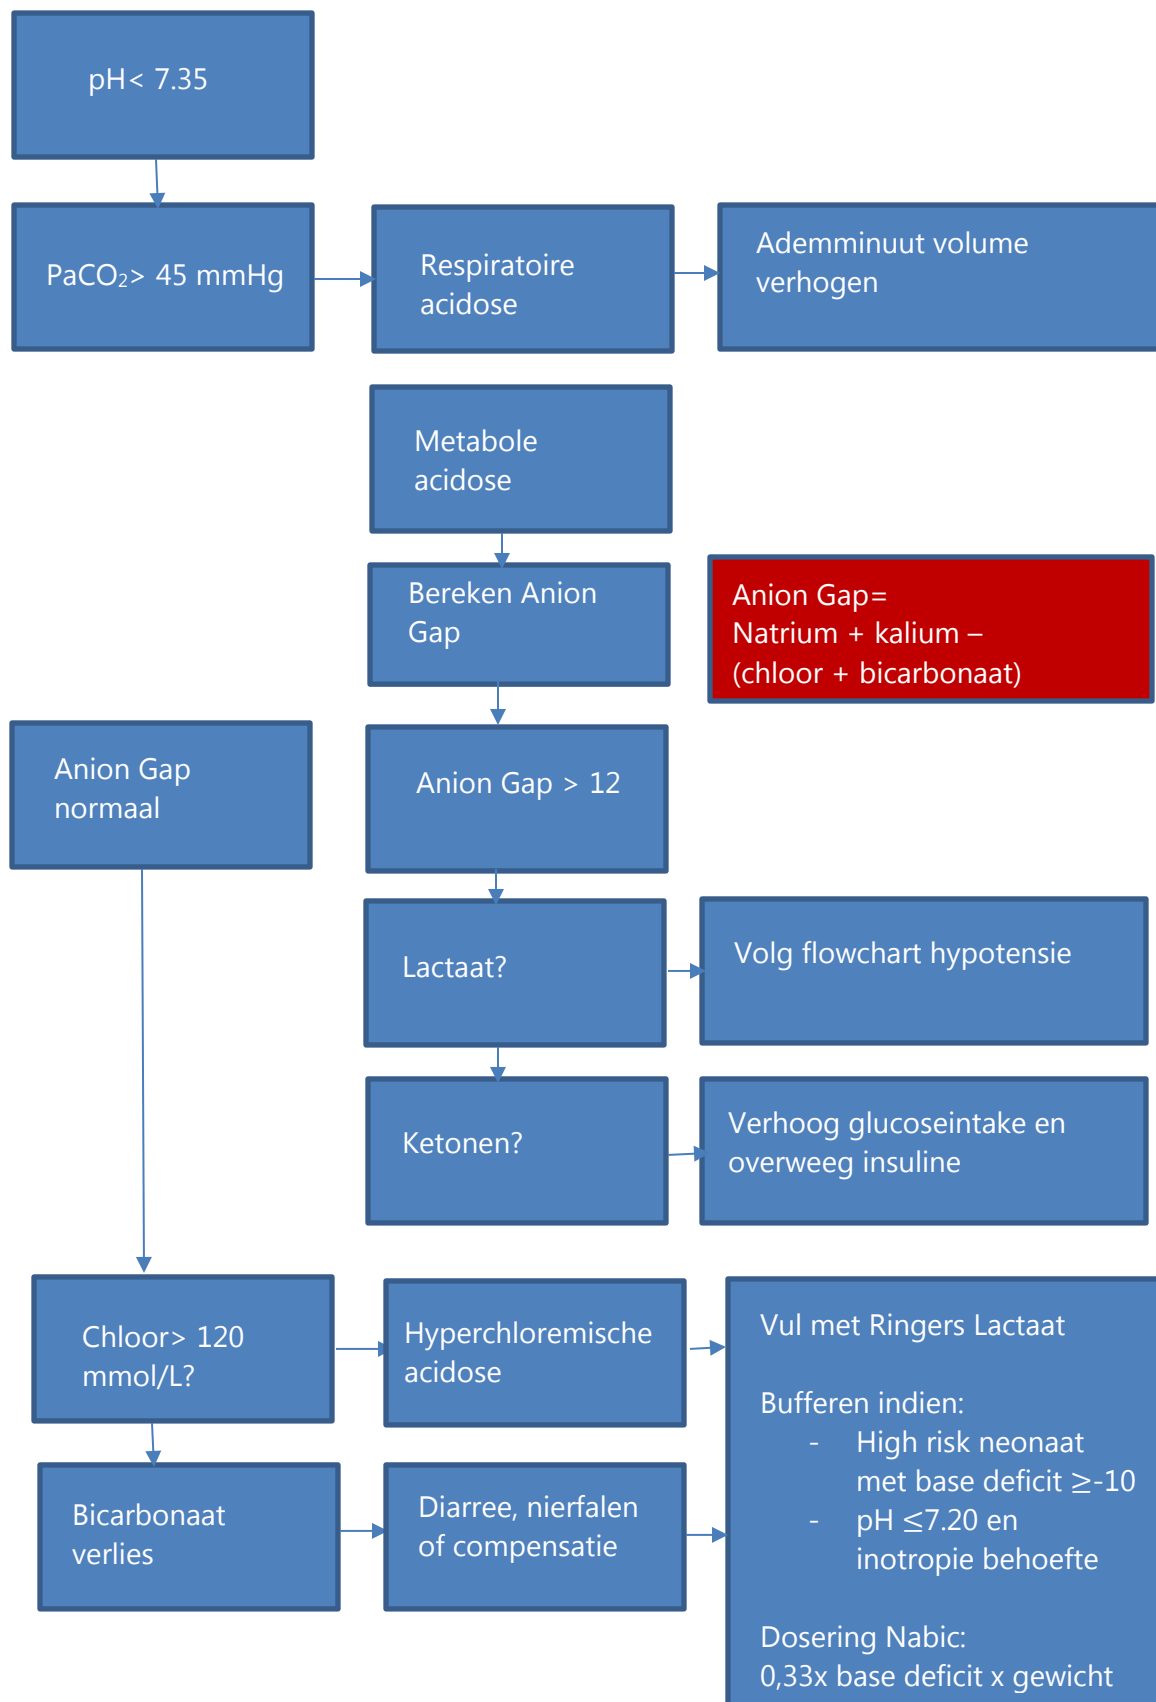 pH< 7.35
PaCO₂> 45 mmHg
Respiratoire
acidose
Ademminuut volume
verhogen
Metabole
acidose
Bereken Anion
Gap
Anion Gap=
Natrium + kalium –
(chloor + bicarbonaat)
Anion Gap
normaal
Anion Gap > 12
Lactaat?
Volg flowchart hypotensie
Ketonen?
Verhoog glucoseintake en
overweeg insuline
Chloor> 120
mmol/L?
Hyperchloremische
acidose
Vul met Ringers Lactaat
Bufferen indien:
- High risk neonaat
met base deficit ≥-10
- pH ≤7.20 en
inotropie behoefte
Dosering Nabic:
0,33x base deficit x gewicht
Bicarbonaat
verlies
Diarree, nierfalen
of compensatie